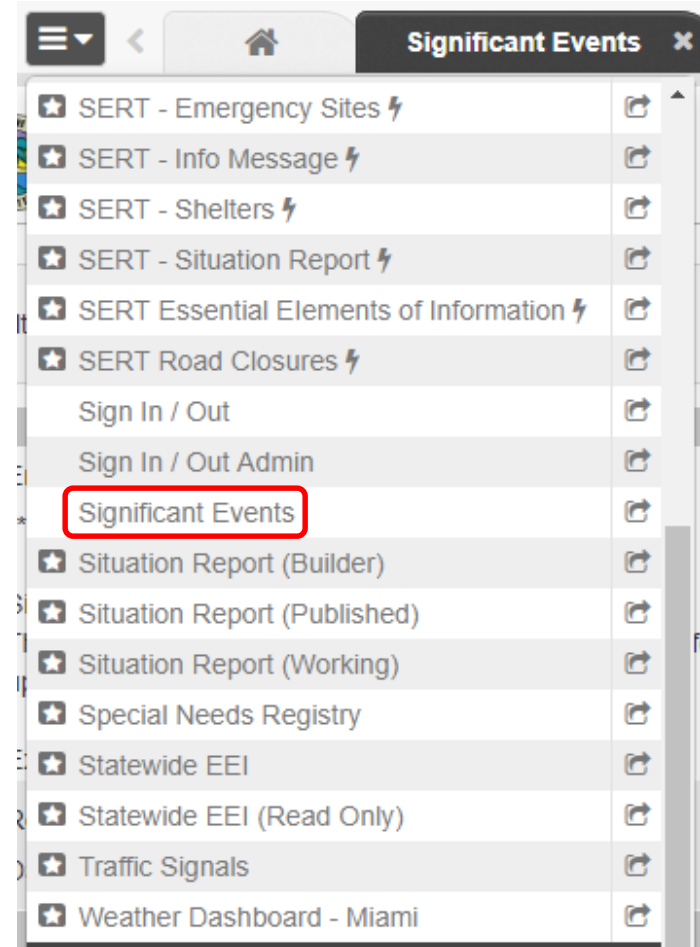 Significant Events
SERT - Emergency Sites
SERT - Info Message
SERT - Shelters
SERT - Situation Report
SERT Essential Elements of Information
SERT Road Closures
Sign In / Out
Sign In / Out Admin
Significant Events
Situation Report (Builder)
Situation Report (Published)
Situation Report (Working)
Special Needs Registry
Statewide EEI
Statewide EEI (Read Only)
Traffic Signals
Weather Dashboard - Miami